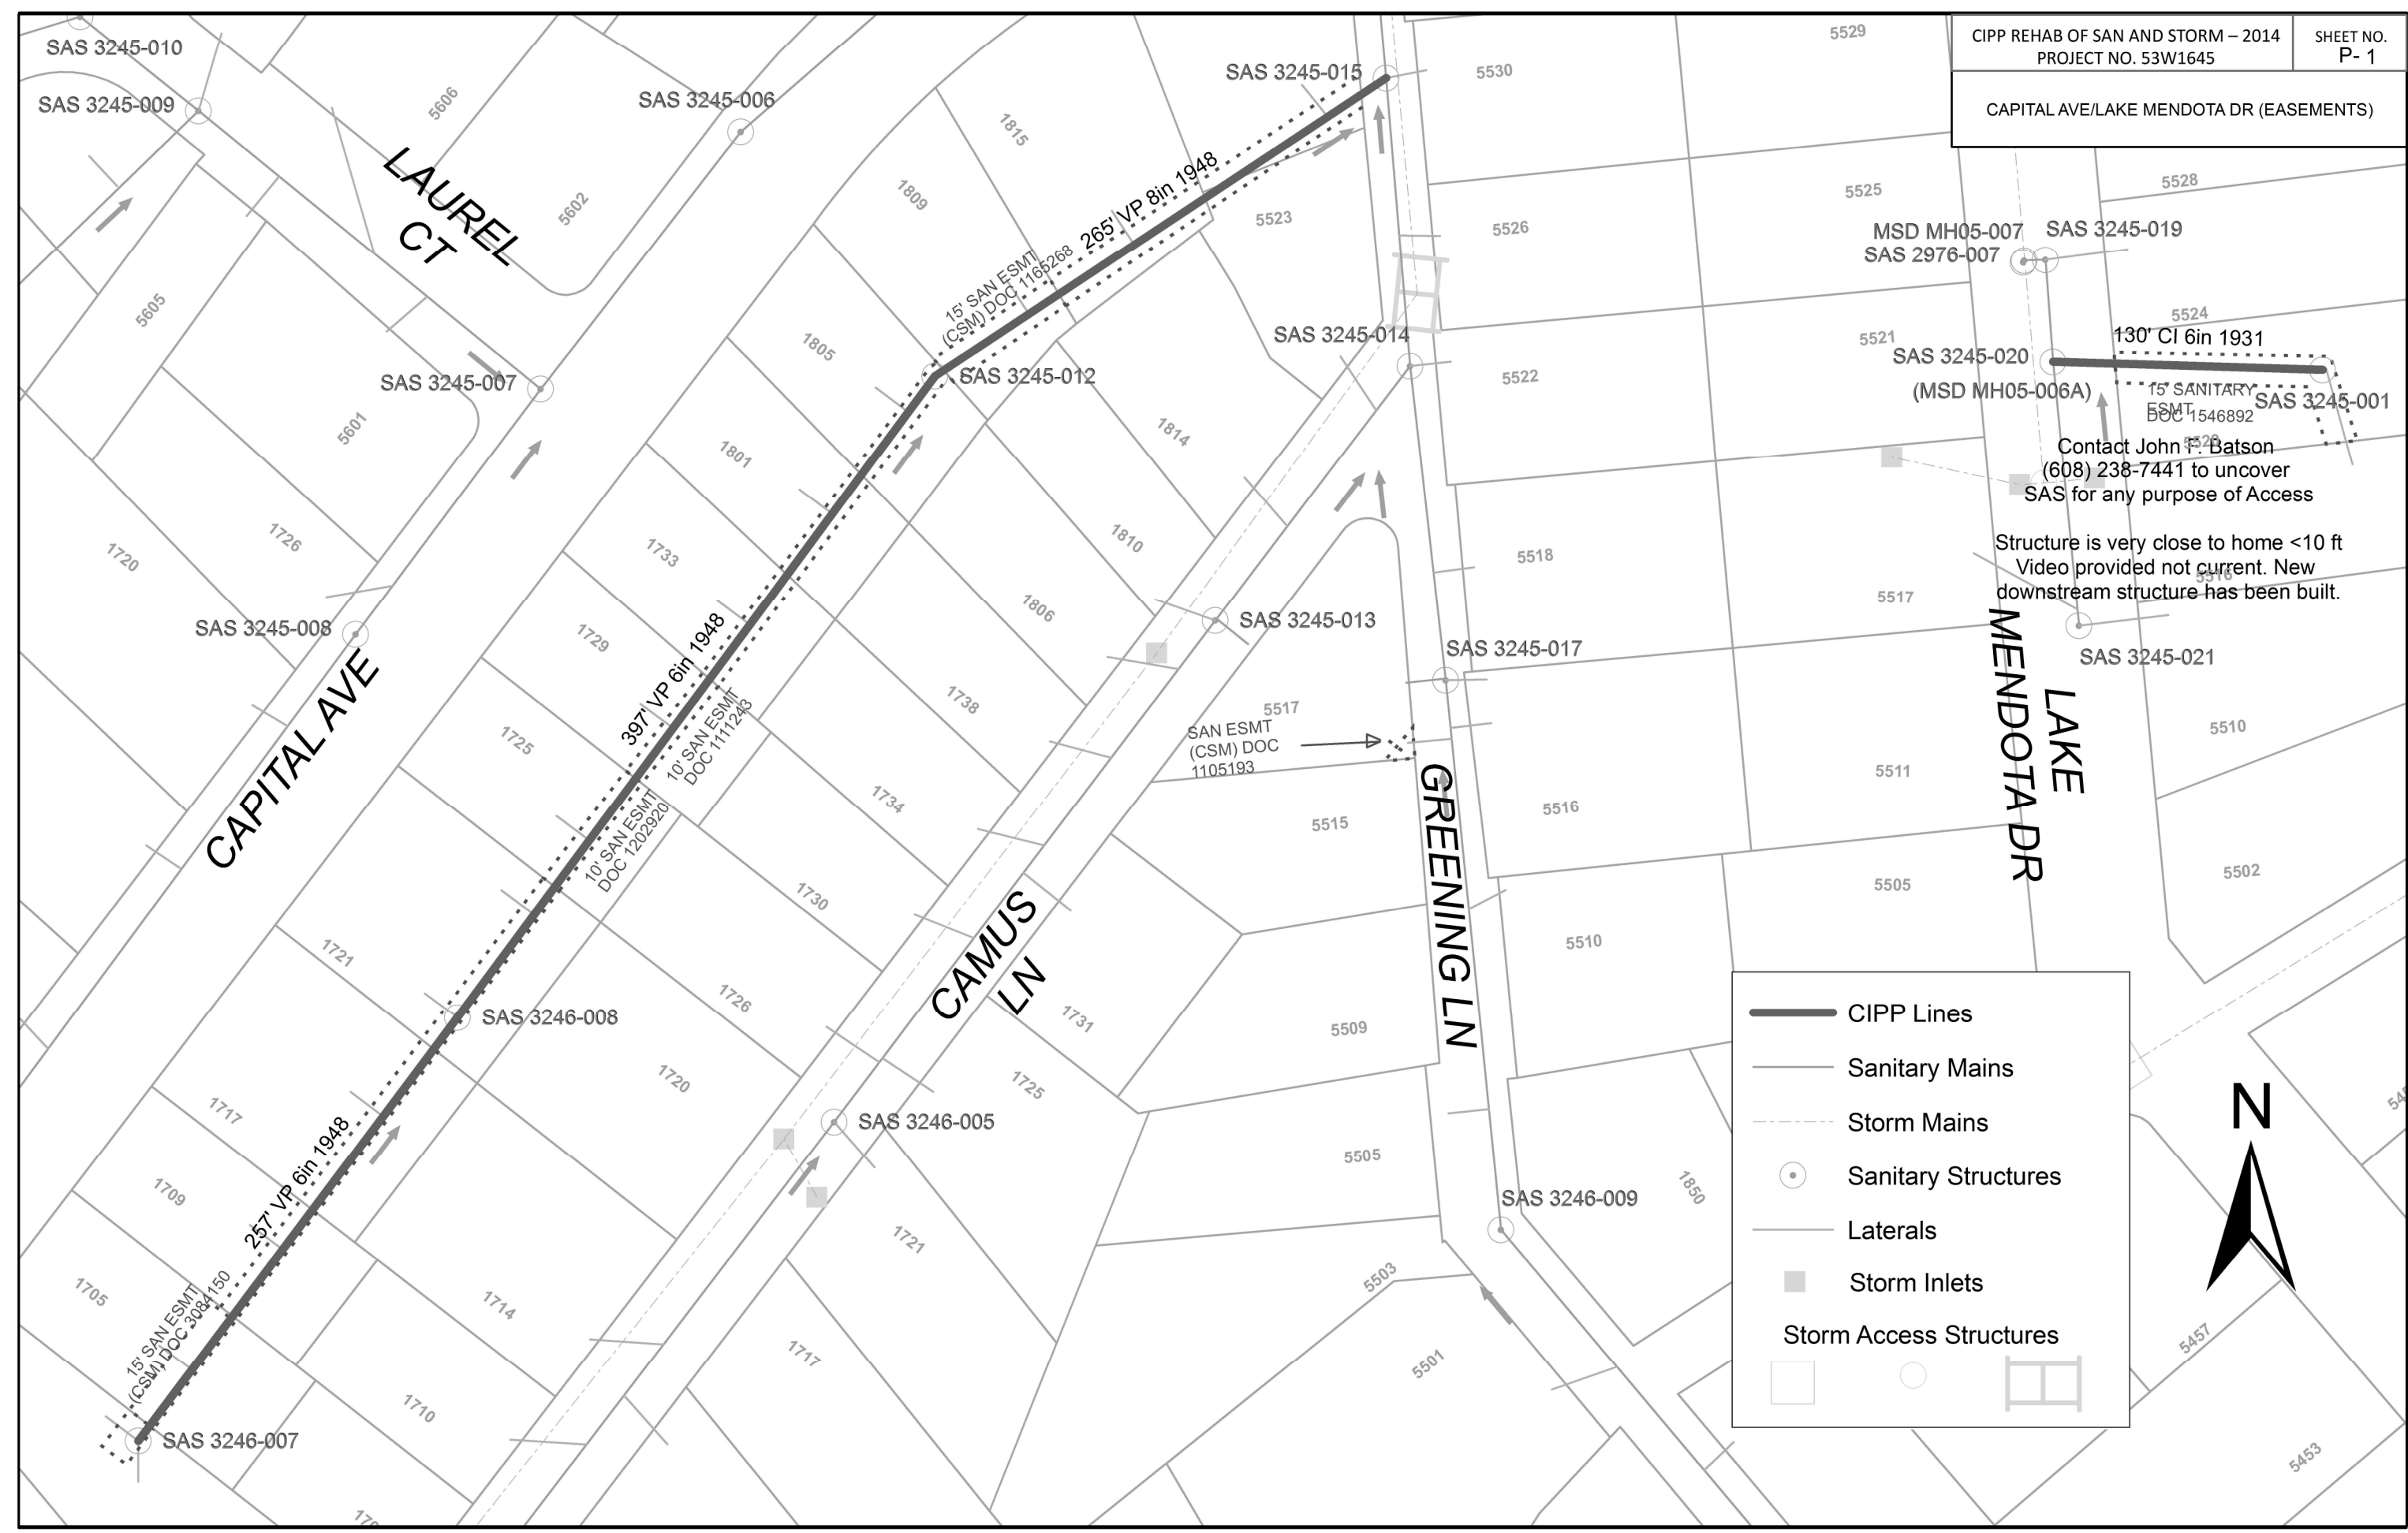 CIPP REHAB OF SAN AND STORM – 2014
PROJECT NO. 53W1645
SHEET NO.
P- 1
CAPITAL AVE/LAKE MENDOTA DR (EASEMENTS)
SAS 3245-010
SAS 3245-009
SAS 3245-006
SAS 3245-015
5606
5602
LAUREL
CT
1815
1809
265' VP 8in 1948
15' SAN ESMT
(CSM) DOC 1165268
5530
5529
5523
5526
5525
5528
MSD MH05-007
SAS 2976-007
SAS 3245-019
5524
5605
5601
SAS 3245-007
1805
SAS 3245-012
SAS 3245-014
5522
5521
SAS 3245-020
(MSD MH05-006A)
130' CI 6in 1931
15' SANITARY
ESMT
DOC 1546892
SAS 3245-001
5520
Contact John F. Batson
(608) 238-7441 to uncover
SAS for any purpose of Access
Structure is very close to home <10 ft
Video provided not current. New
downstream structure has been built.
5516
1801
1814
1810
1720
1726
1733
1806
5518
5517
SAS 3245-008
1729
SAS 3245-013
SAS 3245-017
SAS 3245-021
CAPITAL AVE
397' VP 6in 1948
10' SAN ESMT
DOC 1111243
1738
5517
SAN ESMT
(CSM) DOC
1105193
1725
10' SAN ESMT
DOC 1202920
1734
5515
GREENING LN
5516
5511
LAKE
MENDOTA DR
5510
5502
5505
1730
1721
CAMUS
LN
5510
SAS 3246-008
1726
1731
5509
1720
1725
1717
SAS 3246-005
257' VP 6in 1948
1709
5505
SAS 3246-009
1850
1721
1705
15' SAN ESMT
(CSM) DOC 3084150
1714
5503
1717
5501
1710
SAS 3246-007
CIPP Lines
Sanitary Mains
Storm Mains
Sanitary Structures
Laterals
Storm Inlets
Storm Access Structures
N
5457
5453